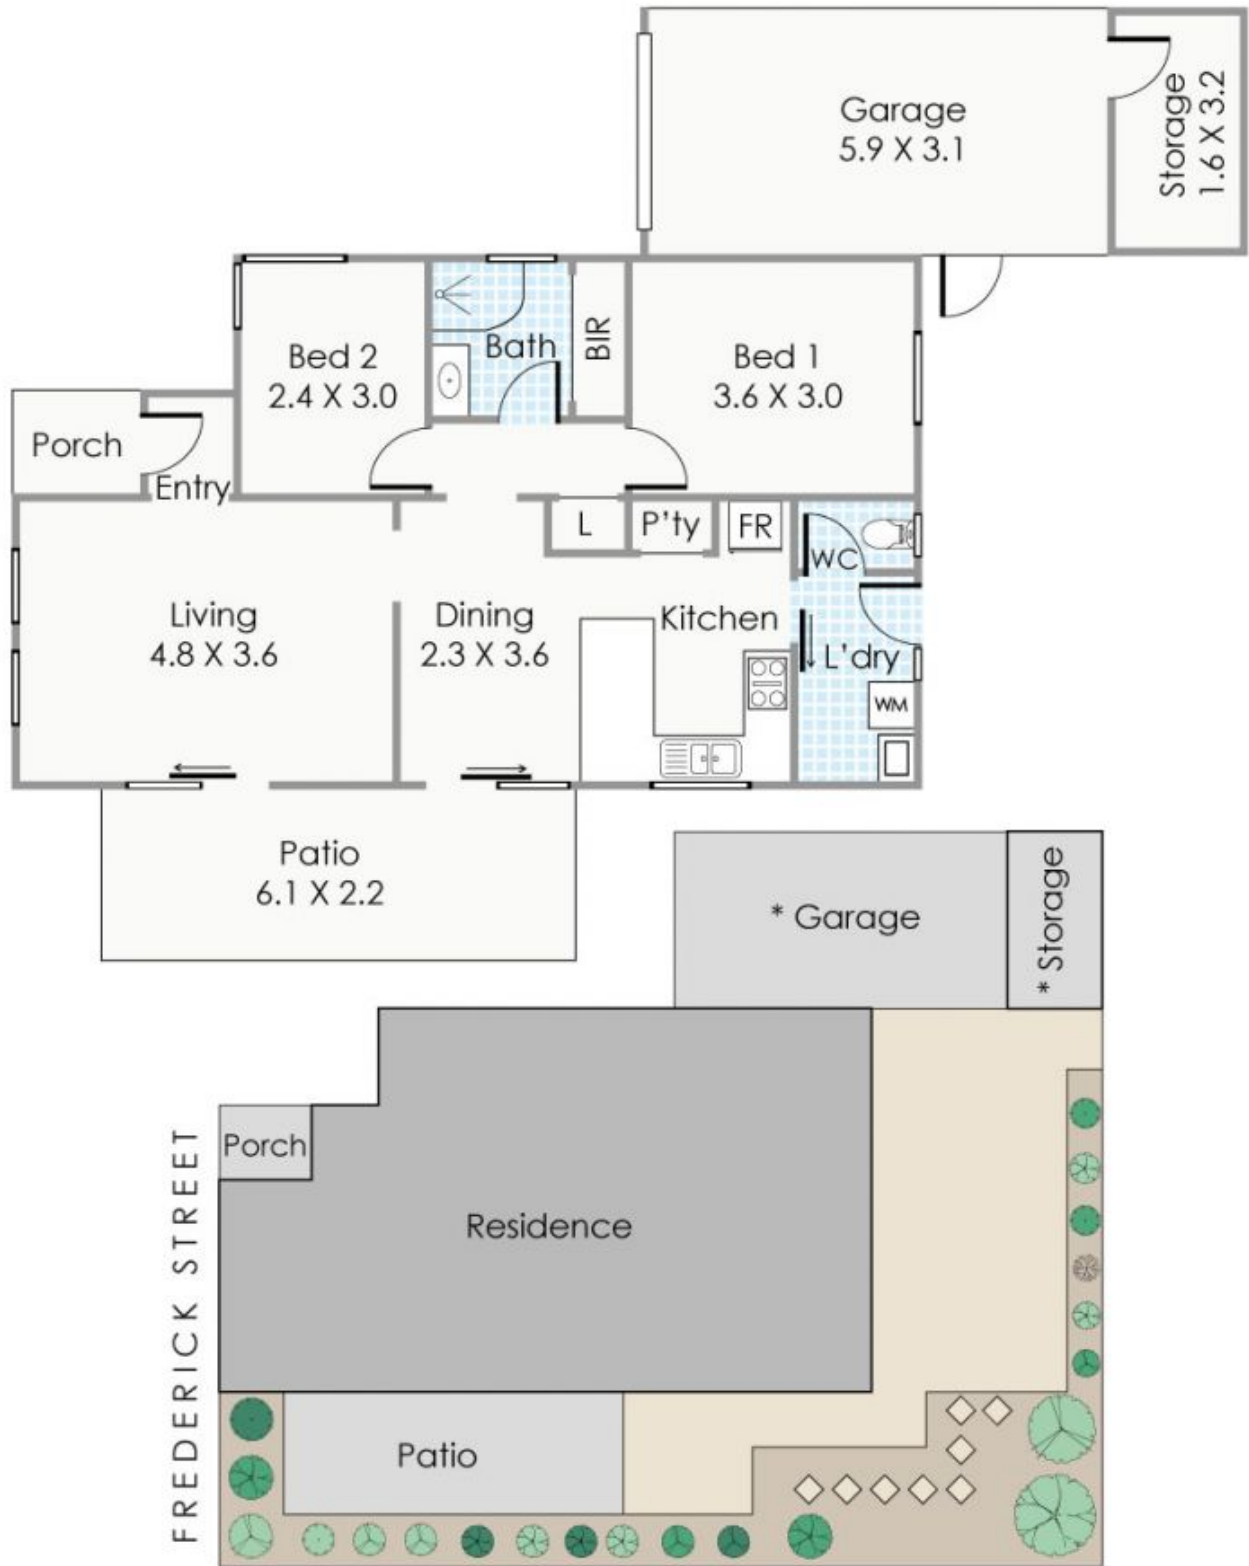 Garage
5.9 X 3.1
Storage
1.6 X 3.2
Bed 2
2.4 X 3.0
Bath
BIR
Bed 1
3.6 X 3.0
Porch
Entry
L
P'ty
FR
WC
Living
4.8 X 3.6
Dining
2.3 X 3.6
Kitchen
L'dry
WM
Patio
6.1 X 2.2
* Garage
* Storage
Porch
Residence
FREDERICK STREET
Patio